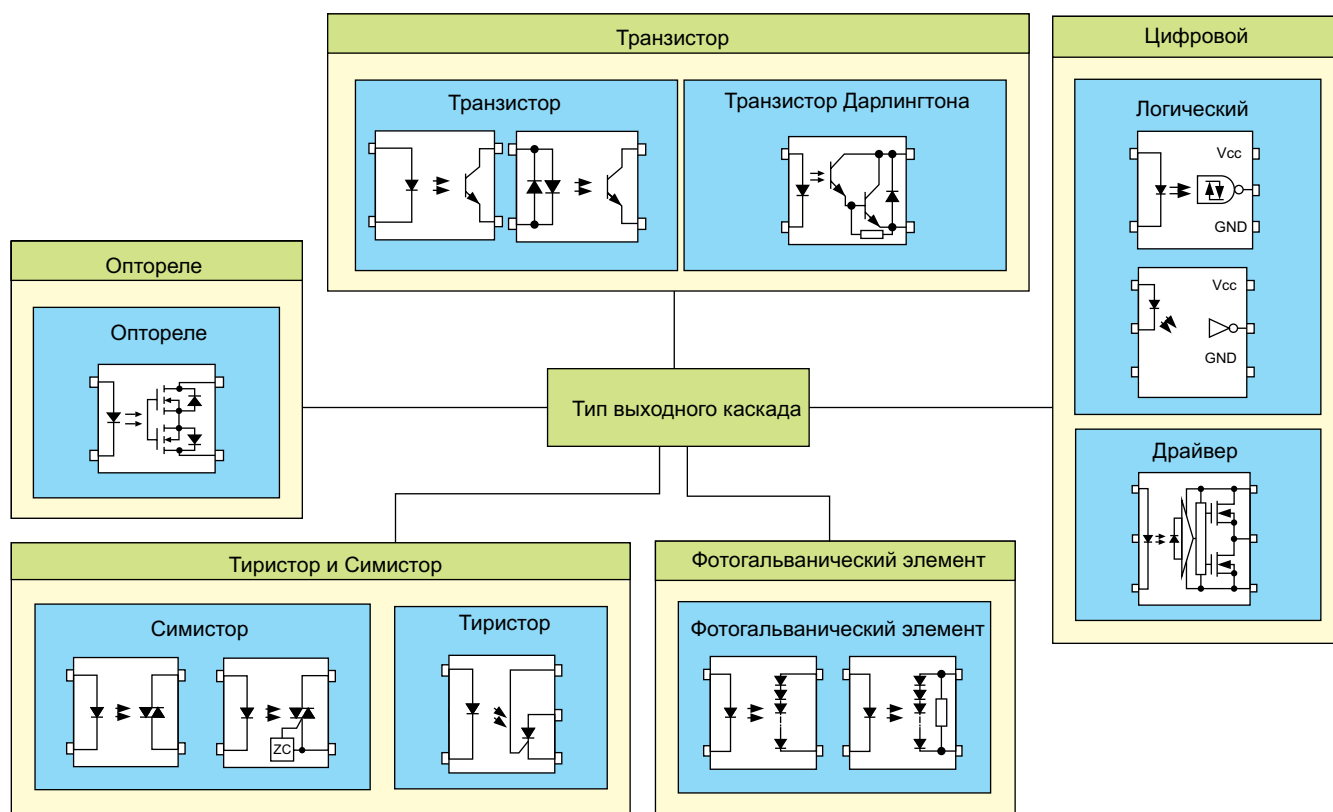 Транзистор
Транзистор
Транзистор Дарлингтона
Цифровой
Логический
Vcc
GND
Vcc
GND
Драйвер
Оптореле
Оптореле
Тип выходного каскада
Тиристор и Симистор
Симистор
ZC
Тиристор
Фотогальванический элемент
Фотогальванический элемент